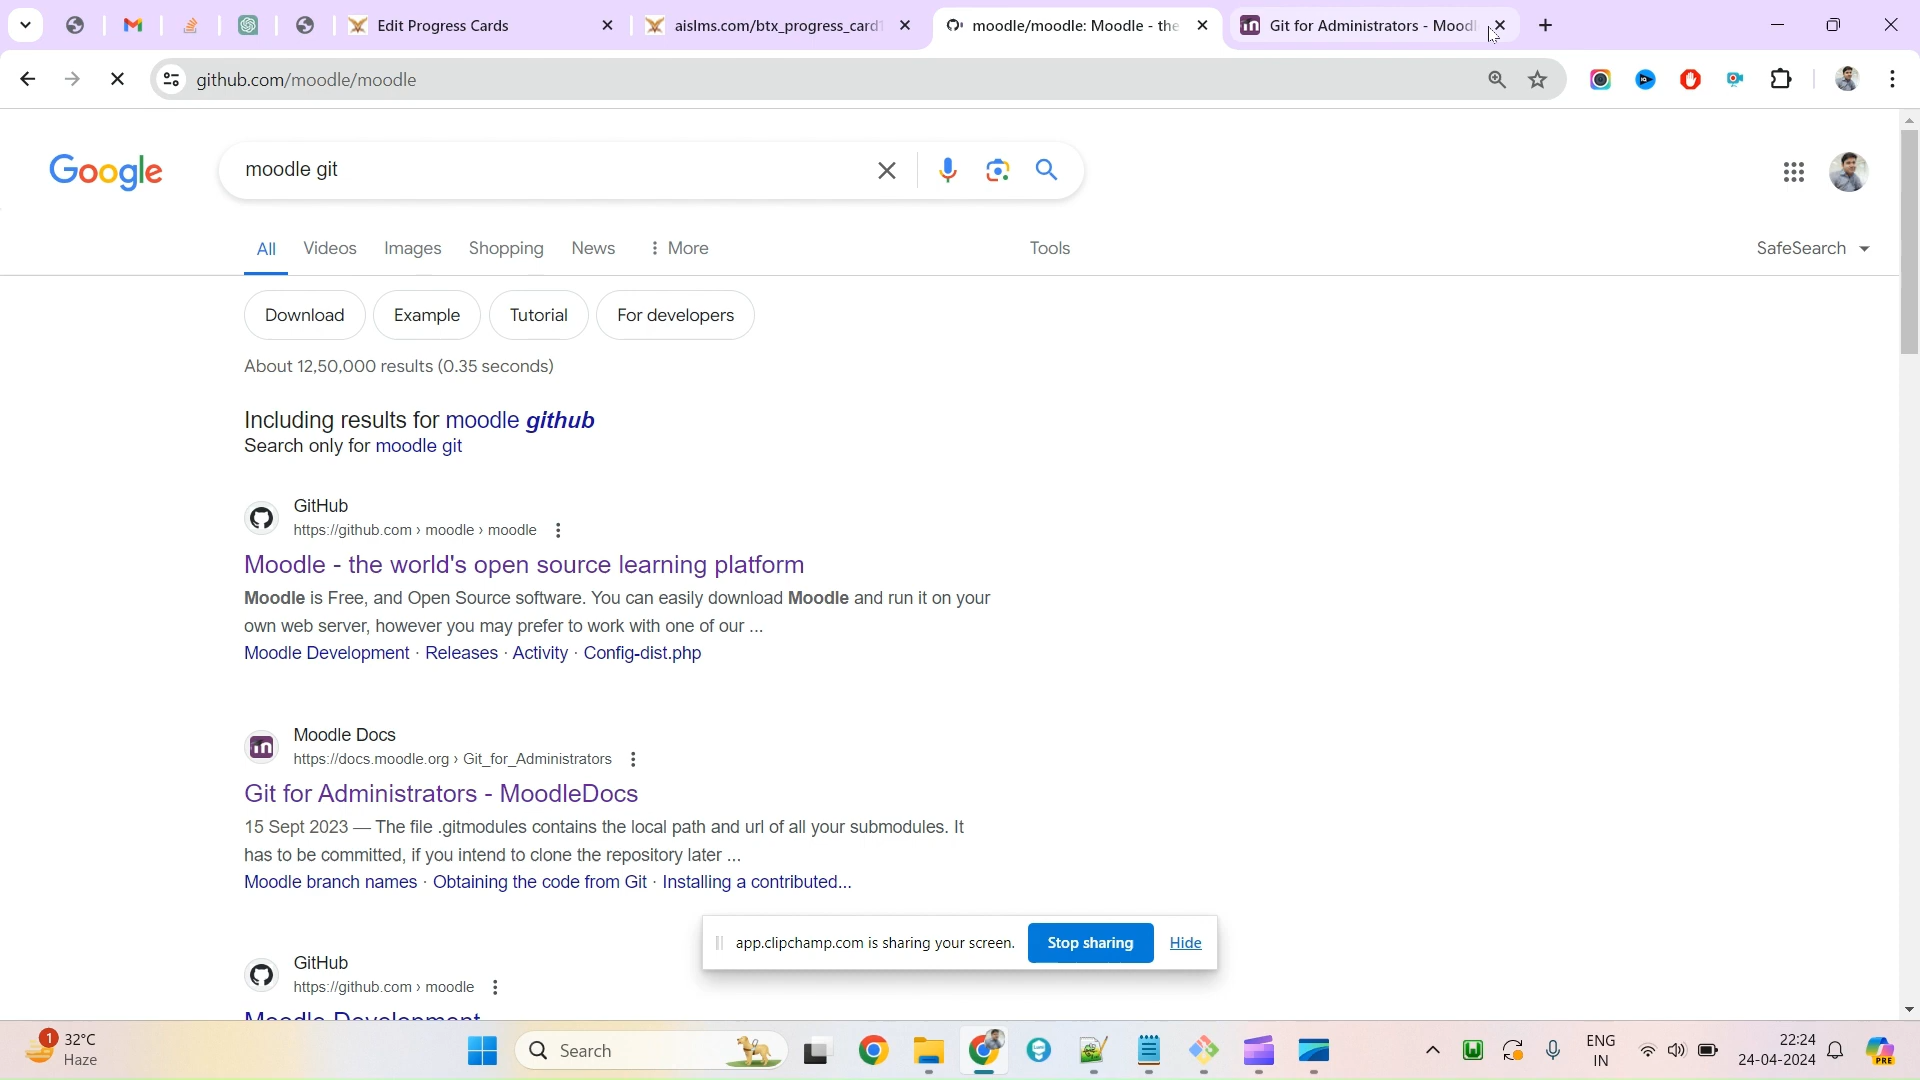 Edit Progress Cards
aislms.com/btx_progress_card
moodle/moodle: Moodle - the
Git for Administrators - Moodl
github.com/moodle/moodle
Google
moodle git
All
Videos
Images
Shopping
News
More
Tools
SafeSearch
Download
Example
Tutorial
For developers
About 12,50,000 results (0.35 seconds)
Including results for moodle github
Search only for moodle git
GitHub
https://github.com › moodle › moodle
Moodle - the world's open source learning platform
Moodle is Free, and Open Source software. You can easily download Moodle and run it on your
own web server, however you may prefer to work with one of our ...
Moodle Development · Releases · Activity · Config-dist.php
Moodle Docs
https://docs.moodle.org › Git_for_Administrators
Git for Administrators - MoodleDocs
15 Sept 2023 — The file .gitmodules contains the local path and url of all your submodules. It
has to be committed, if you intend to clone the repository later ...
Moodle branch names · Obtaining the code from Git · Installing a contributed...
app.clipchamp.com is sharing your screen.
Stop sharing
Hide
GitHub
https://github.com › moodle
Moodle Development
1
32°C
Haze
Search
ENG
IN
22:24
24-04-2024
PRE